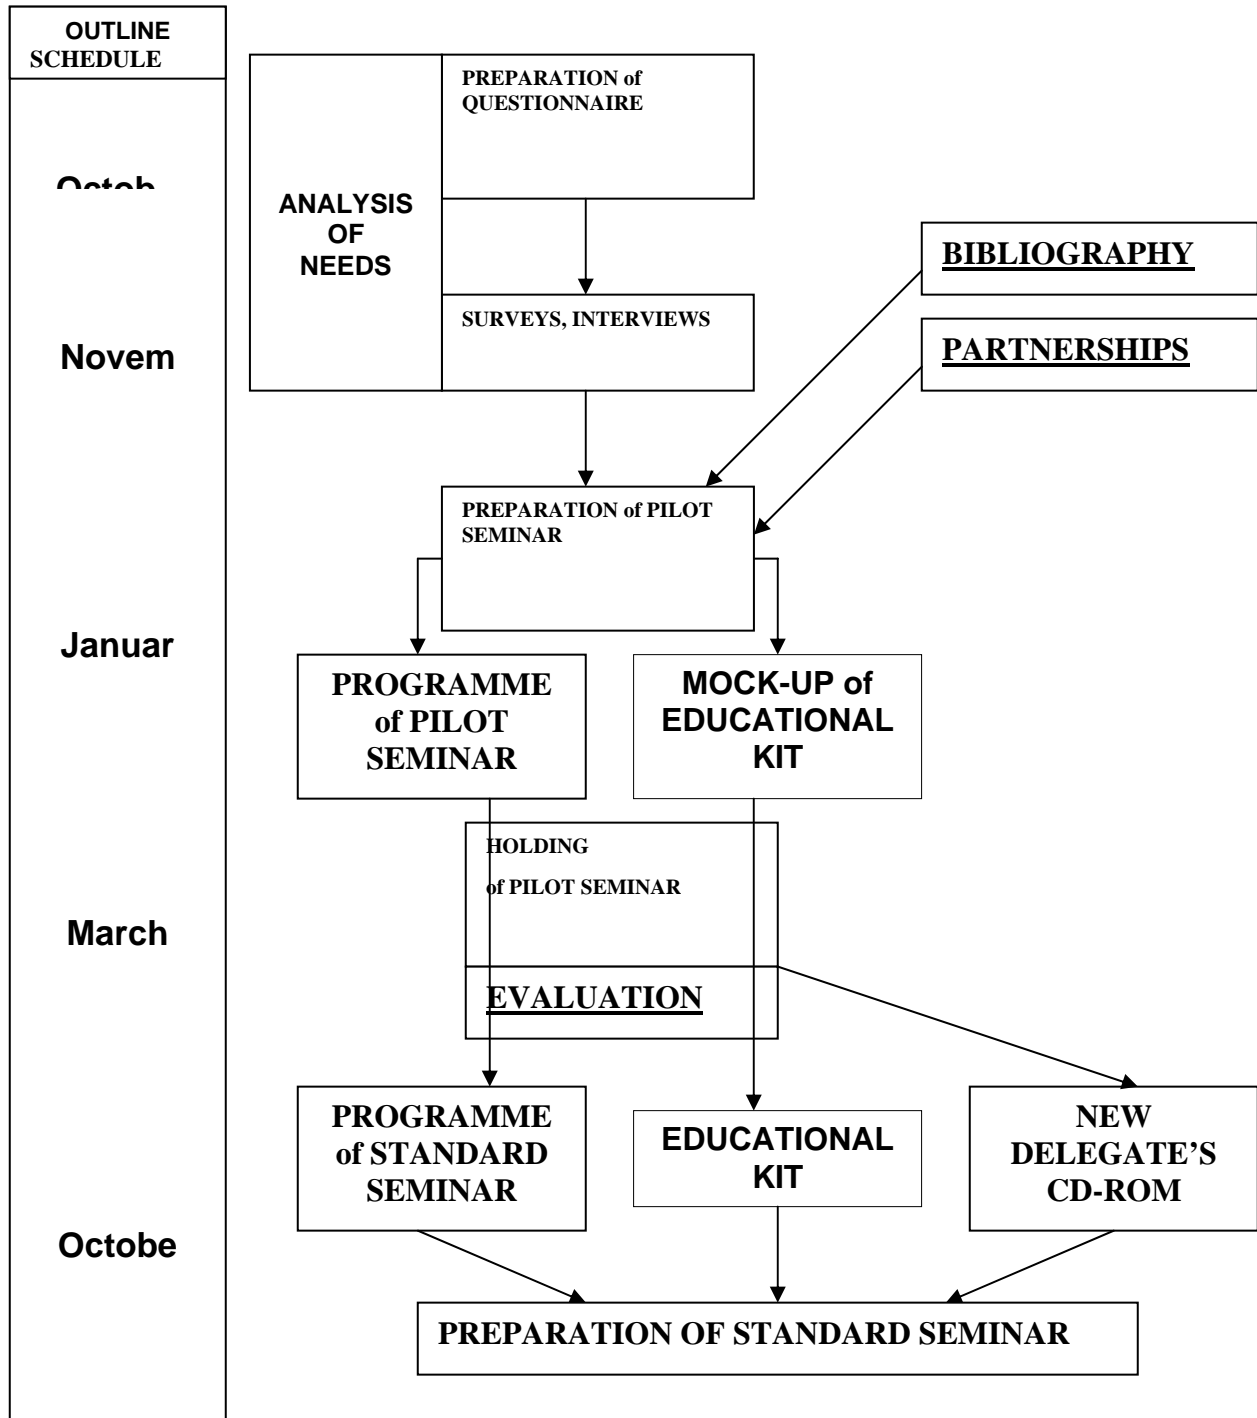 OUTLINE
SCHEDULE
PREPARATION of
QUESTIONNAIRE
Octob
ANALYSIS
OF
NEEDS
BIBLIOGRAPHY
SURVEYS, INTERVIEWS
Novem
PARTNERSHIPS
PREPARATION of PILOT
SEMINAR
Januar
PROGRAMME
of PILOT
SEMINAR
MOCK-UP of
EDUCATIONAL
KIT
HOLDING
of PILOT SEMINAR
March
EVALUATION
PROGRAMME
of STANDARD
SEMINAR
EDUCATIONAL
KIT
NEW
DELEGATE’S
CD-ROM
Octobe
PREPARATION OF STANDARD SEMINAR